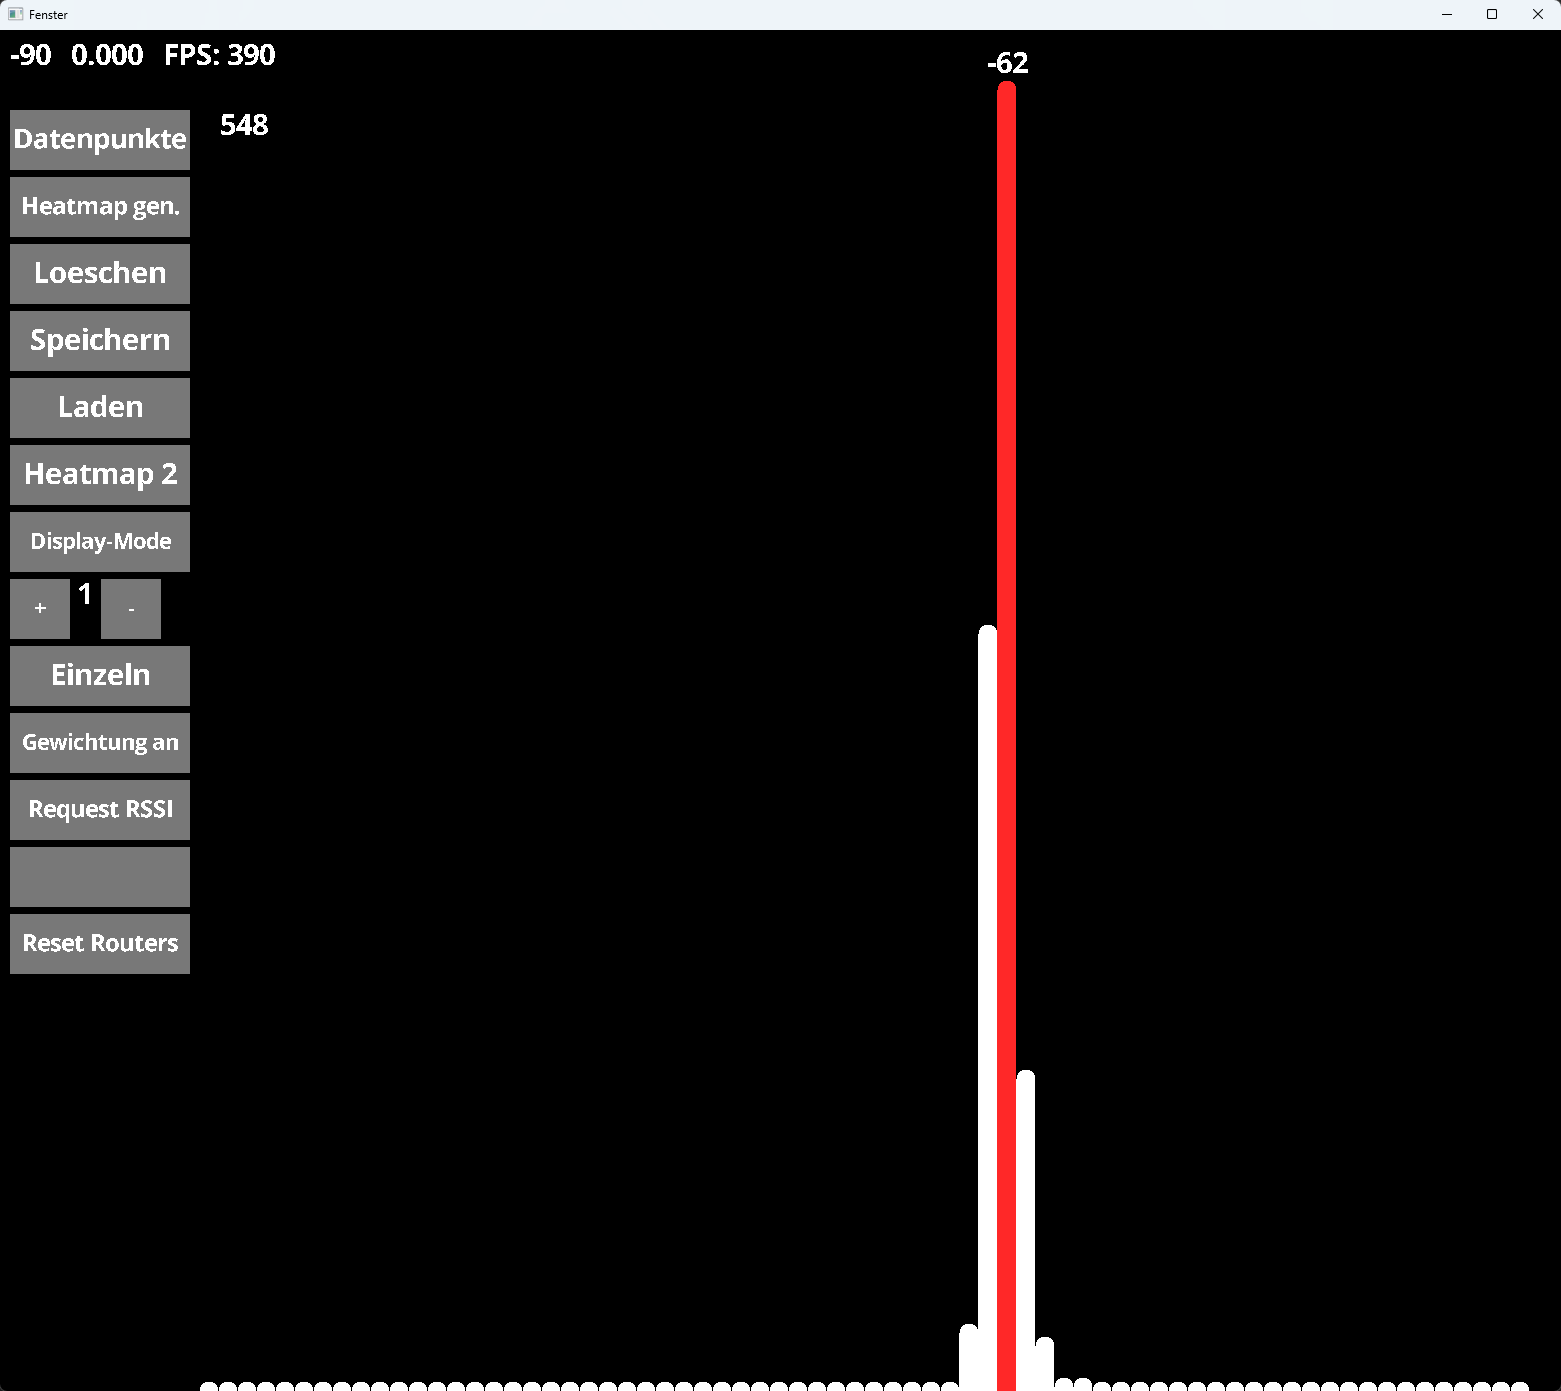 Fenster
-90 0.000 FPS: 390
-62
Datenpunkte
548
Heatmap gen.
Loeschen
Speichern
Laden
Heatmap 2
Display-Mode
+ 1 -
Einzeln
Gewichtung an
Request RSSI
Reset Routers